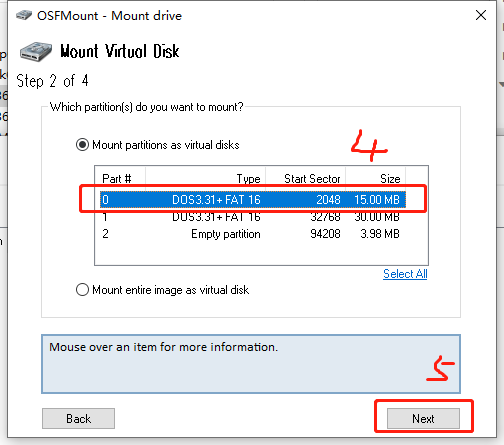 OSFMount - Mount drive
Mount Virtual Disk
Step 2 of 4
Which partition(s) do you want to mount?
Mount partitions as virtual disks
4
Part # Type Start Sector Size
0 DOS3.31+ FAT 16 2048 15.00 MB
1 DOS3.31+ FAT 16 32768 30.00 MB
2 Empty partition 94208 3.98 MB
Select All
Mount entire image as virtual disk
Mouse over an item for more information.
5
Back Next